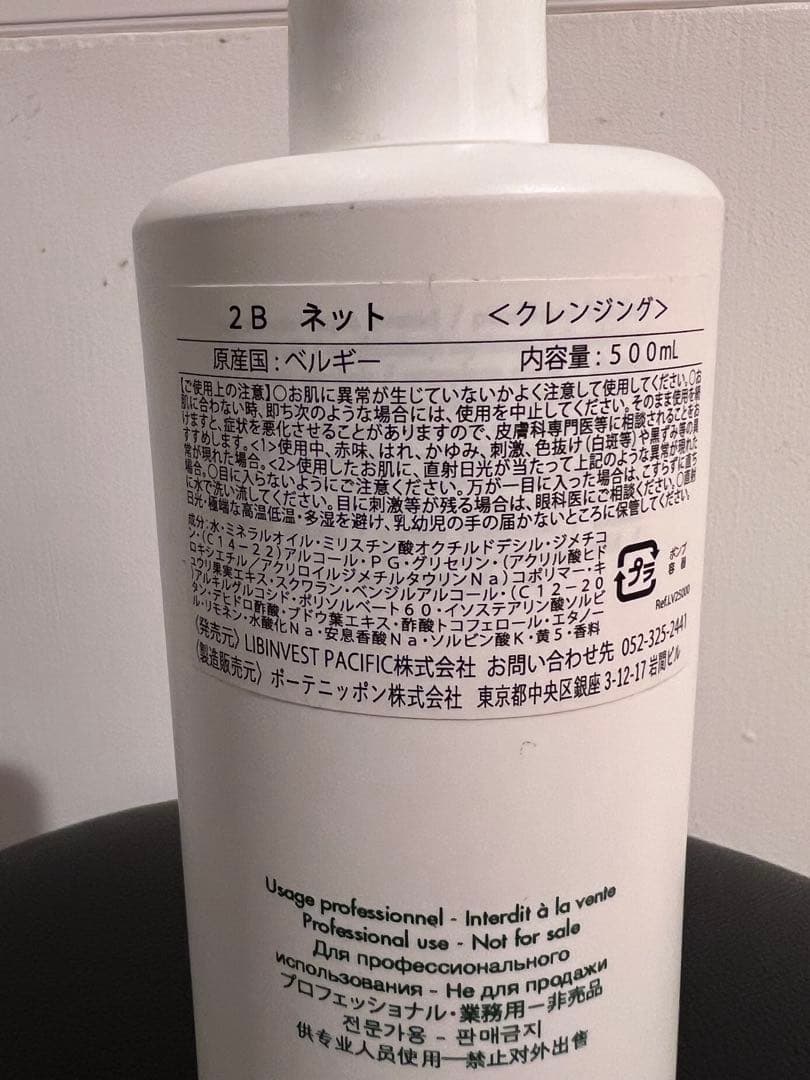 2B ネット <クレンジング>
原産国:ベルギー 内容量:500mL
【ご使用上の注意】○お肌に異常が生じていないかよく注意して使用してください。○お
肌に合わない時、即ち次のような場合には、使用を中止してください。そのまま使用を続
けますと、症状を悪化させることがありますので、皮膚科専門医等に相談されることをお
すすめします。<1>使用中、赤味、はれ、かゆみ、刺激、色抜け(白斑等)や黒ずみ等の異
常が現れた場合。<2>使用したお肌に、直射日光が当たって上記のような異常が現れた
場合。○目に入らないようにご注意ください。万が一目に入った場合は、こすらずに直ち
に水で洗い流してください。目に刺激等が残る場合は、眼科医にご相談ください。○直射
日光・極端な高温低温・多湿を避け、乳幼児の手の届かないところに保管してください。
成分:水・ミネラルオイル・ミリスチン酸オクチルドデシル・ジメチコ
ン・(C14-22)アルコール・PG・グリセリン・(アクリル酸ヒド
ロキシエチル/アクリロイルジメチルタウリンNa)コポリマー・キ
ュウリ果実エキス・スクワラン・ベンジルアルコール・(C12-20
)アルキルグルコシド・ポリソルベート60・イソステアリン酸ソルビ
タン・デヒドロ酢酸・ブドウ葉エキス・酢酸トコフェロール・エタノー
ル・リモネン・水酸化Na・安息香酸Na・ソルビン酸K・黄5・香料
プラ
ポンプ
容器
Ref.LV25000
〈発売元〉LIBINVEST PACIFIC株式会社 お問い合わせ先 052-325-2441
〈製造販売元〉ボーテニッポン株式会社 東京都中央区銀座3-12-17岩関ビル
Usage professionnel - Interdit à la vente
Professional use - Not for sale
Для профессионального
использования - Не для продажи
プロフェッショナル・業務用ー非売品
전문가용 - 판매금지
供专业人员使用—禁止对外出售